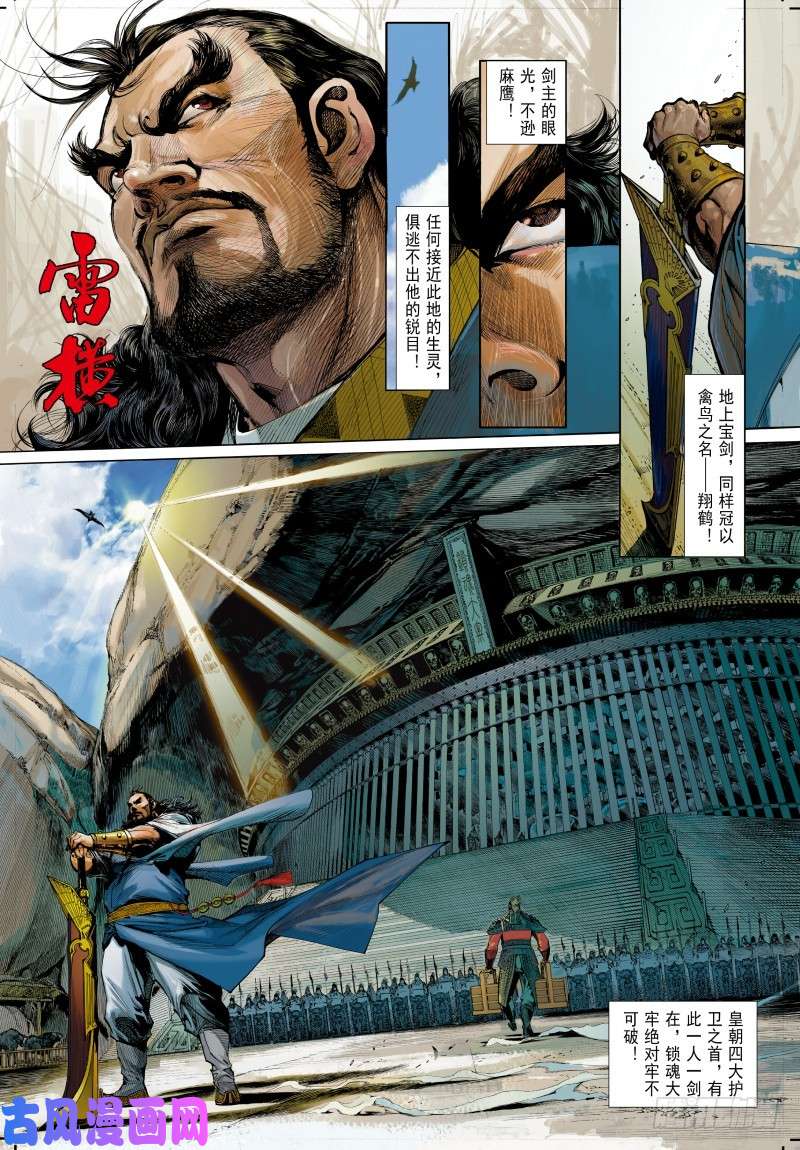 剑主的眼
光，不逊
麻鹰！
任何接近此地的生灵，
俱逃不出他的锐目！
雷横
地上宝剑，同样冠以
禽鸟之名——翔鹤！
皇朝四大护
卫之首，有
此一人一剑
在，锁魂大
牢绝对牢不
可破！
古风漫画网